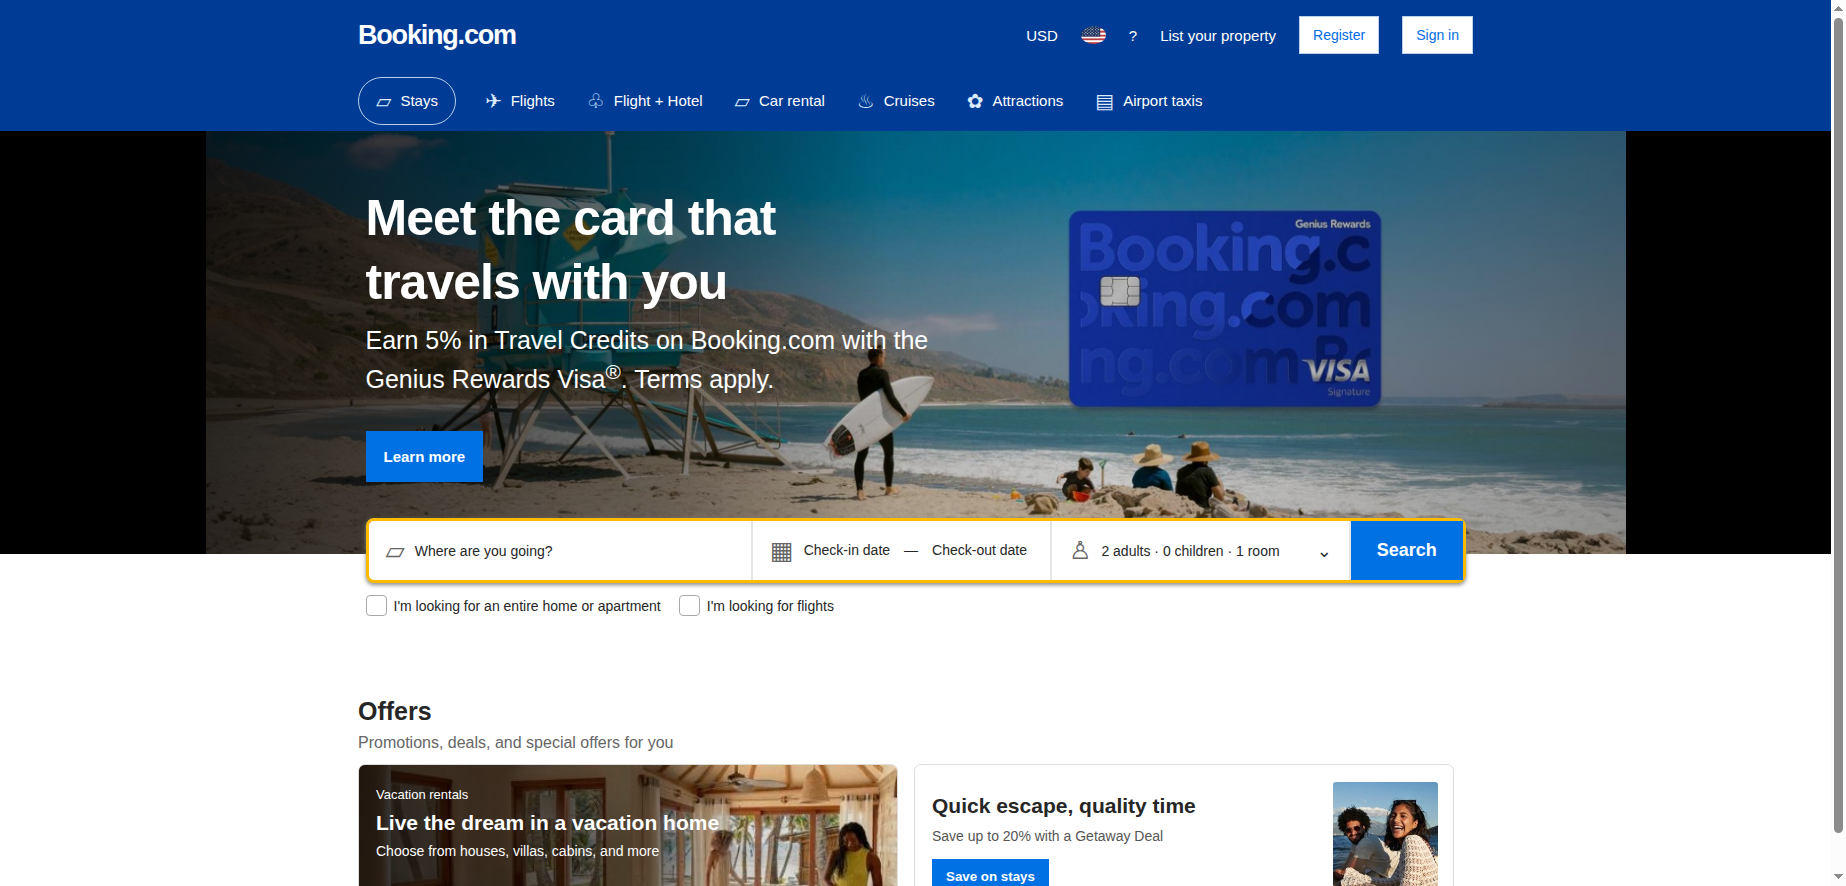 Booking.com
USD
?
List your property
Register
Sign in
Stays
Flights
Flight + Hotel
Car rental
Cruises
Attractions
Airport taxis
Meet the card that
travels with you
Earn 5% in Travel Credits on Booking.com with the
Genius Rewards Visa®. Terms apply.
Learn more
Genius Rewards
Booking.c
oking.com
ng.com
VISA
Signature
Where are you going?
Check-in date — Check-out date
2 adults · 0 children · 1 room
Search
I'm looking for an entire home or apartment
I'm looking for flights
Offers
Promotions, deals, and special offers for you
Vacation rentals
Live the dream in a vacation home
Choose from houses, villas, cabins, and more
Quick escape, quality time
Save up to 20% with a Getaway Deal
Save on stays